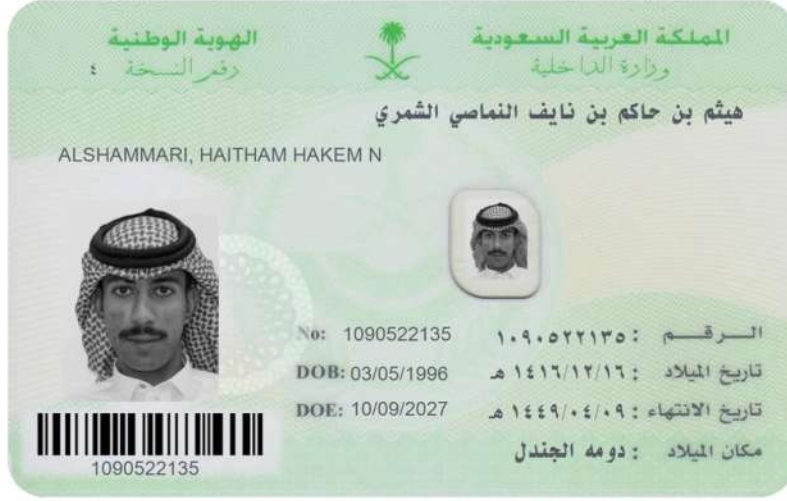 المملكة العربية السعودية
وزارة الداخلية
الهوية الوطنية
رقم النسخة ٤
هيثم بن حاكم بن نايف النماصي الشمري
ALSHAMMARI, HAITHAM HAKEM N
الرقم : ١٠٩٠٥٢٢١٣٥ No: 1090522135
تاريخ الميلاد : ١٤١٦/١٢/١٦ هـ DOB: 03/05/1996
تاريخ الانتهاء : ١٤٤٩/٠٤/٠٩ هـ DOE: 10/09/2027
مكان الميلاد : دومه الجندل
1090522135